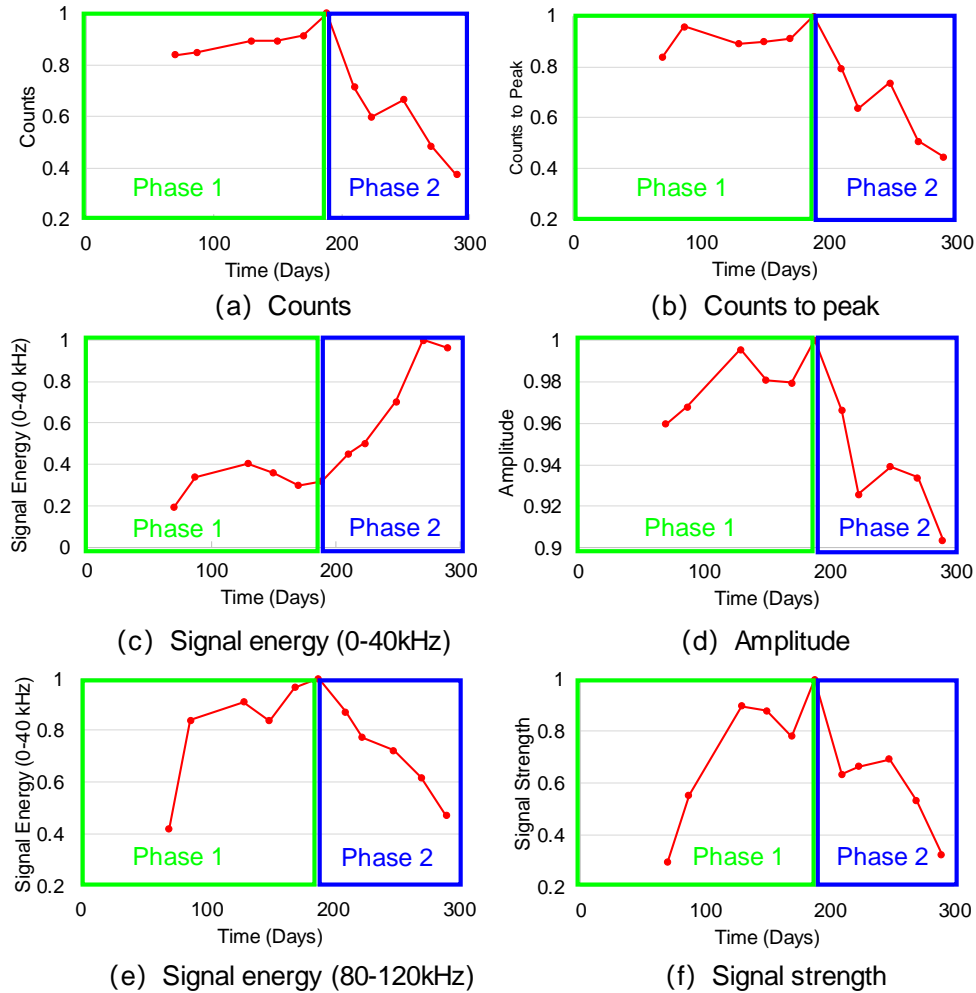 1
0.8
0.6
0.4
0.2
Counts
Phase 1
Phase 2
0
100
200
300
Time (Days)
(a) Counts
1
0.8
0.6
0.4
0.2
Counts to Peak
Phase 1
Phase 2
0
100
200
300
Time (Days)
(b) Counts to peak
1
0.8
0.6
0.4
0.2
0
Signal Energy (0-40 kHz)
Phase 1
Phase 2
0
100
200
300
Time (Days)
(c) Signal energy (0-40kHz)
1
0.98
0.96
0.94
0.92
0.9
Amplitude
Phase 1
Phase 2
0
100
200
300
Time (Days)
(d) Amplitude
1
0.8
0.6
0.4
0.2
Signal Energy (0-40 kHz)
Phase 1
Phase 2
0
100
200
300
Time (Days)
(e) Signal energy (80-120kHz)
1
0.8
0.6
0.4
0.2
Signal Strength
Phase 1
Phase 2
0
100
200
300
Time (Days)
(f) Signal strength